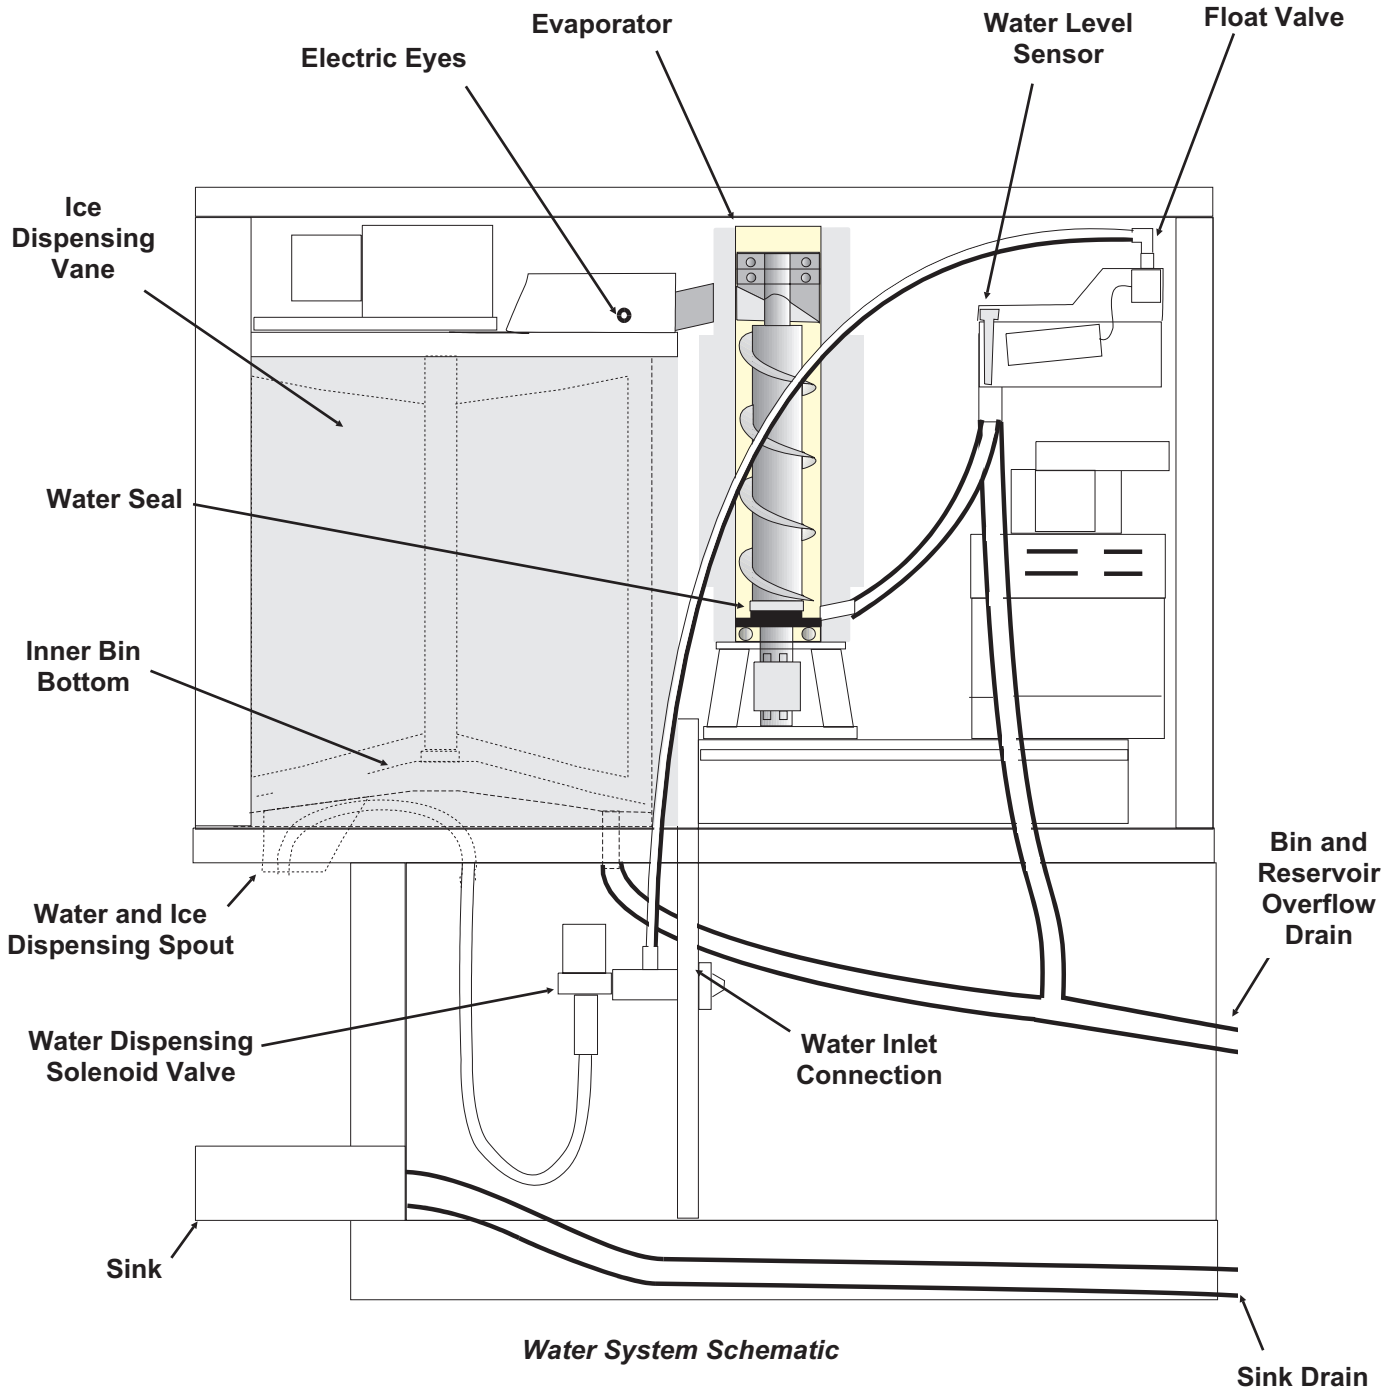 Evaporator
Water Level
Sensor
Float Valve
Electric Eyes
Ice
Dispensing
Vane
Water Seal
Inner Bin
Bottom
Bin and
Reservoir
Overflow
Drain
Water and Ice
Dispensing Spout
Water Dispensing
Solenoid Valve
Water Inlet
Connection
Sink
Water System Schematic
Sink Drain